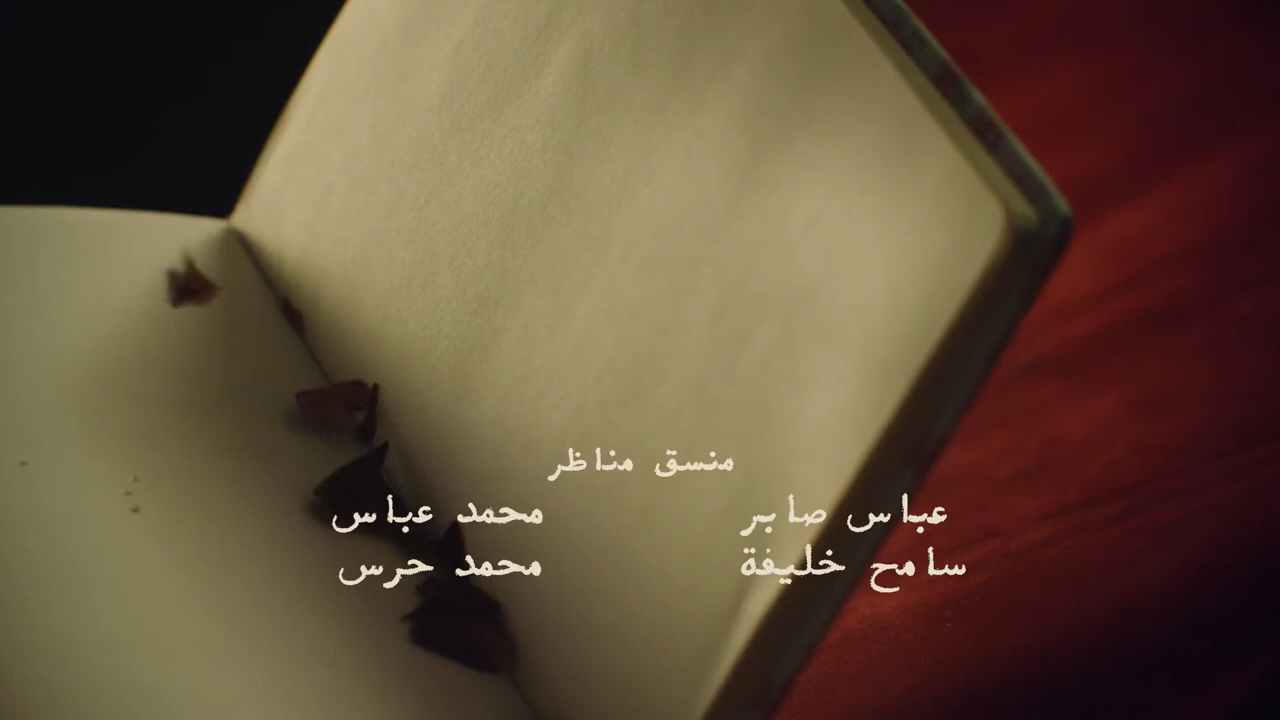 منسق مناظر
عباس صابر
محمد عباس
سامح خليفة
محمد حرس